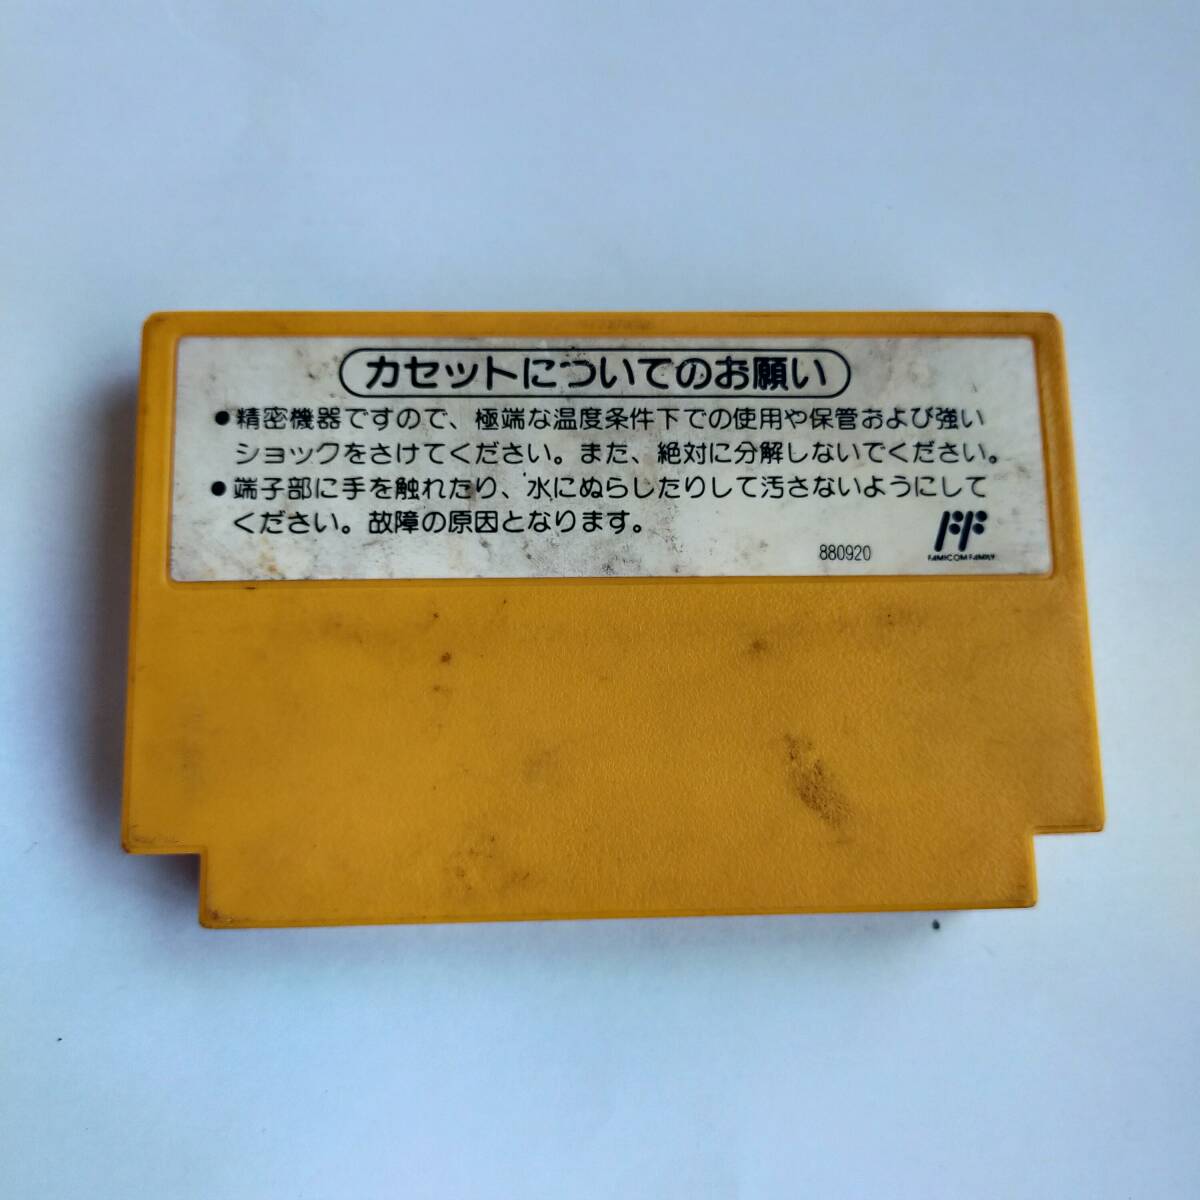 カセットについてのお願い
●精密機器ですので、極端な温度条件下での使用や保管および強い
ショックをさけてください。また、絶対に分解しないでください。
●端子部に手を触れたり、水にぬらしたりして汚さないようにして
ください。故障の原因となります。
880920
FF
FAMICOM FAMILY